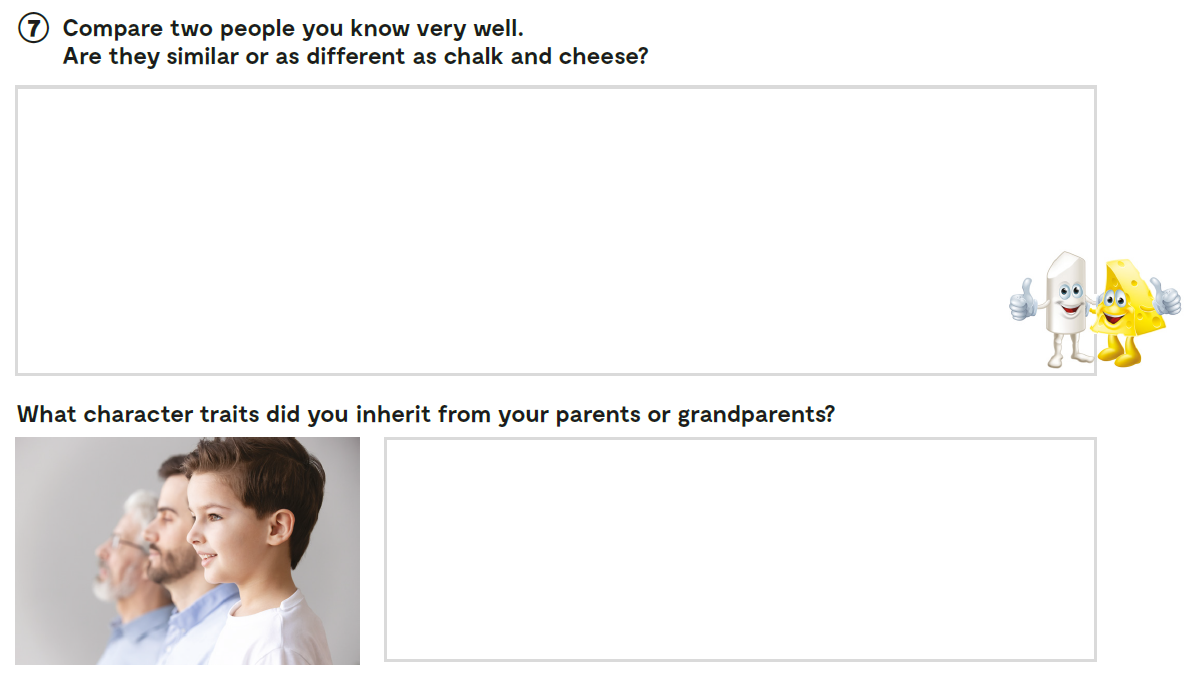 7 Compare two people you know very well.
Are they similar or as different as chalk and cheese?
What character traits did you inherit from your parents or grandparents?